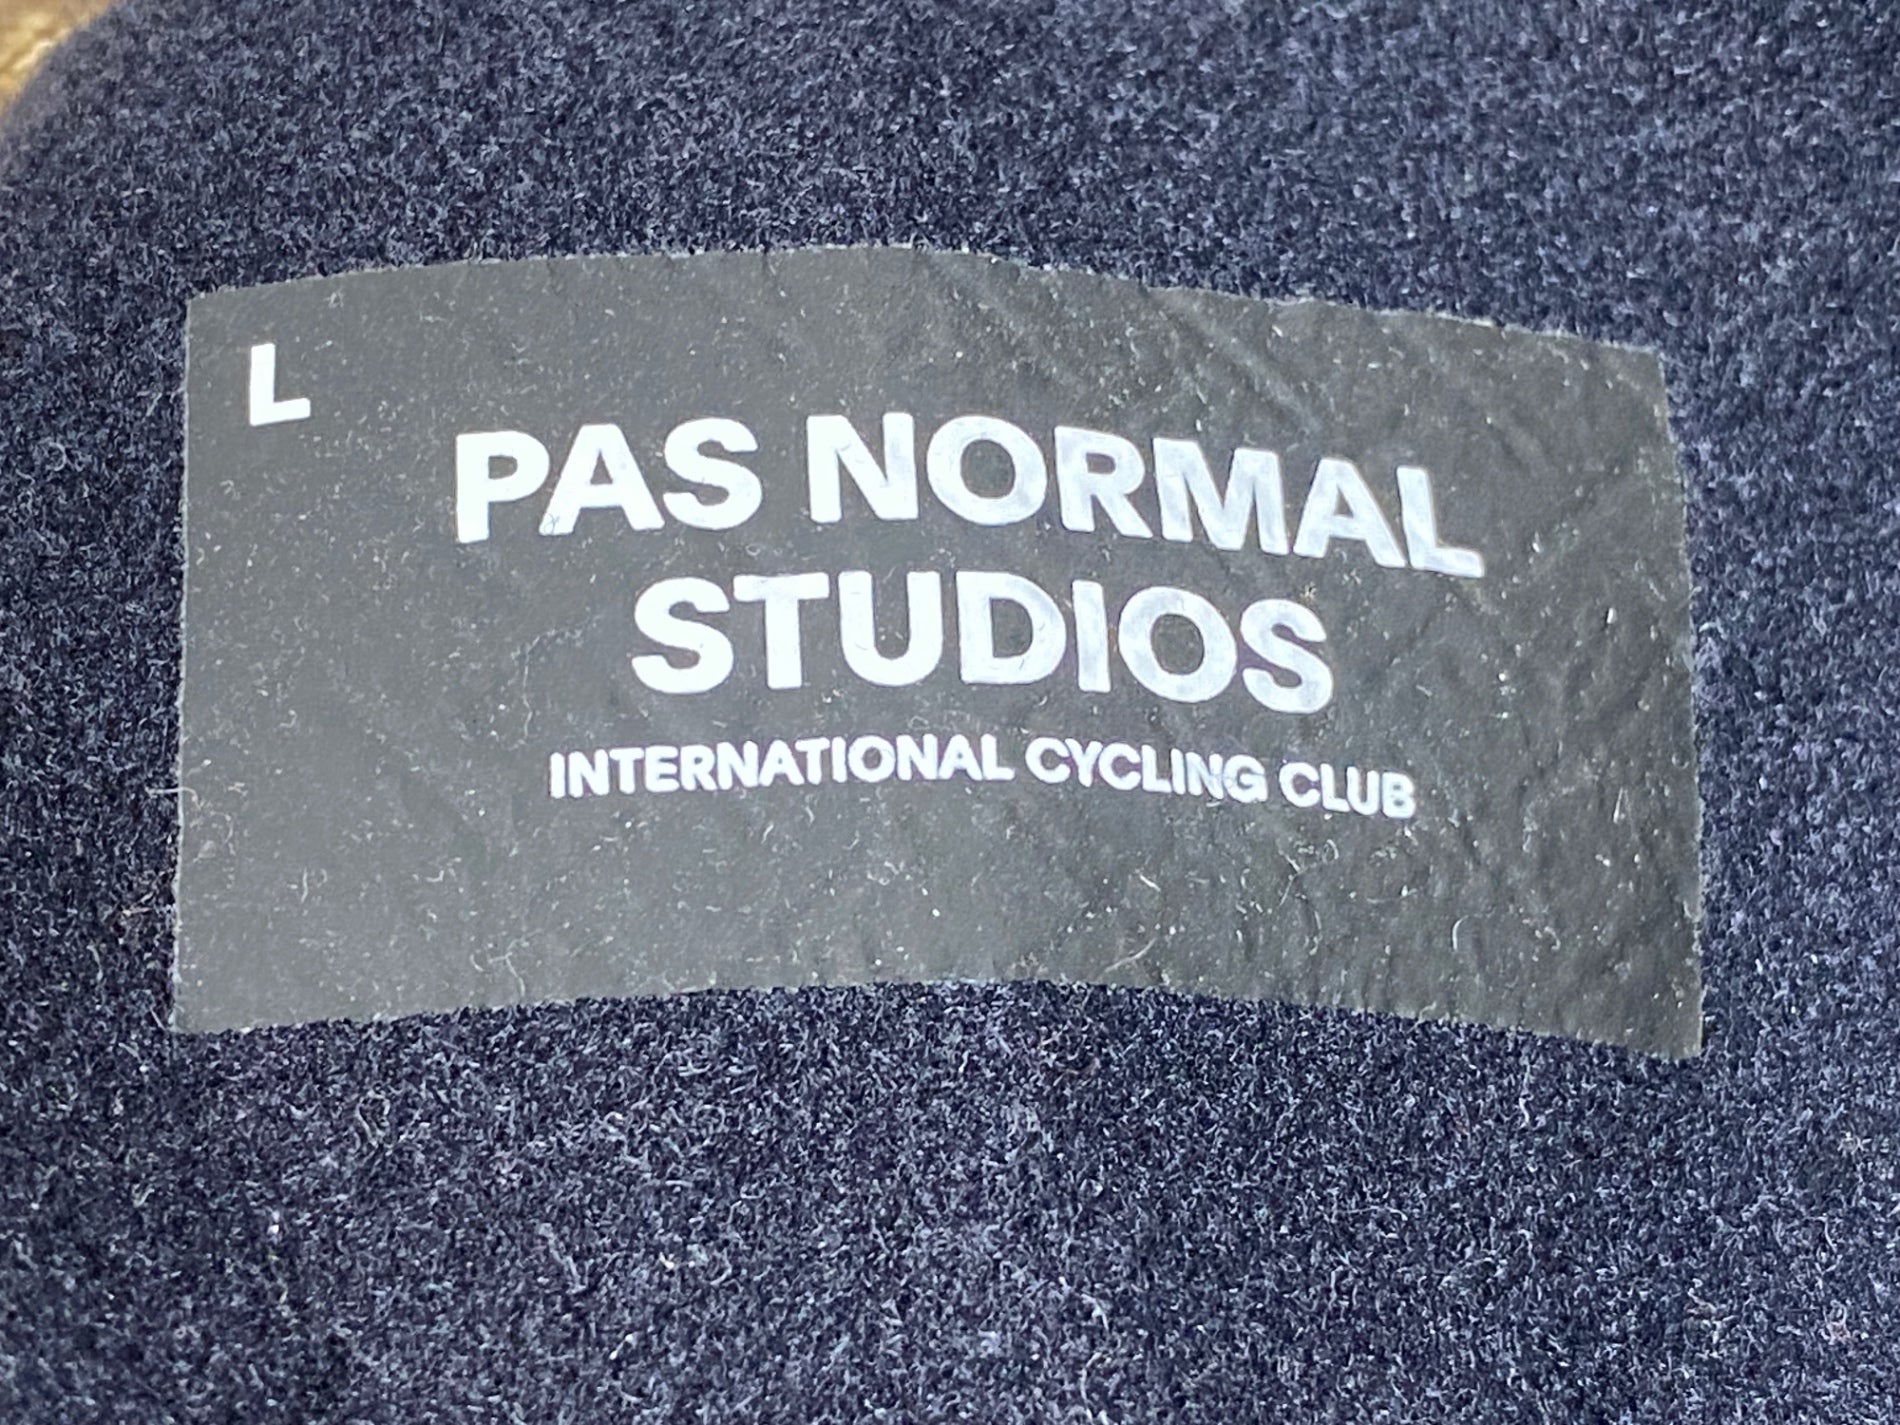 L
PAS NORMAL
STUDIOS
INTERNATIONAL CYCLING CLUB